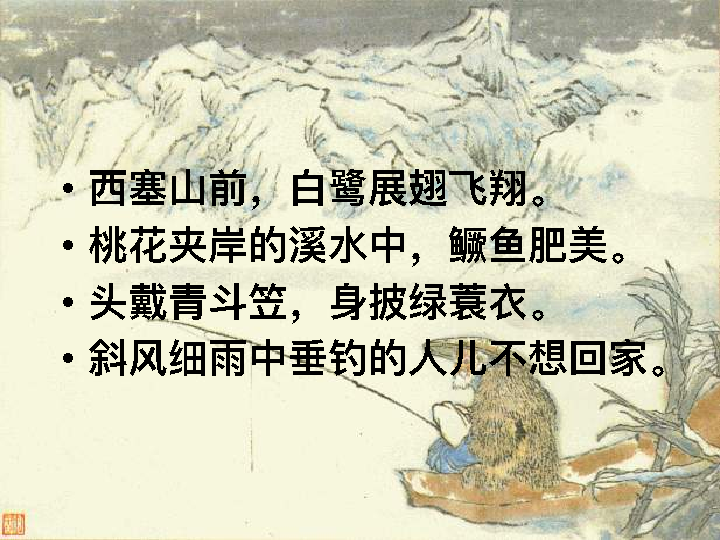 • 西塞山前，白鹭展翅飞翔。
• 桃花夹岸的溪水中，鳜鱼肥美。
• 头戴青斗笠，身披绿蓑衣。
• 斜风细雨中垂钓的人儿不想回家。